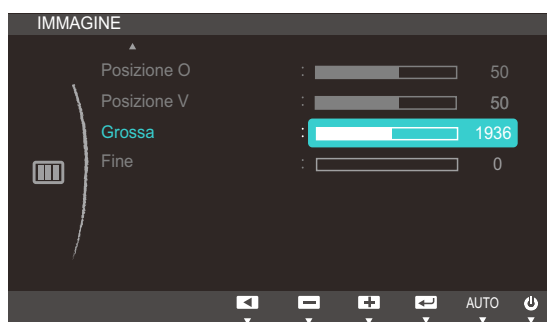 IMMAGINE
Posizione O : 50
Posizione V : 50
Grossa : 1936
Fine : 0
AUTO